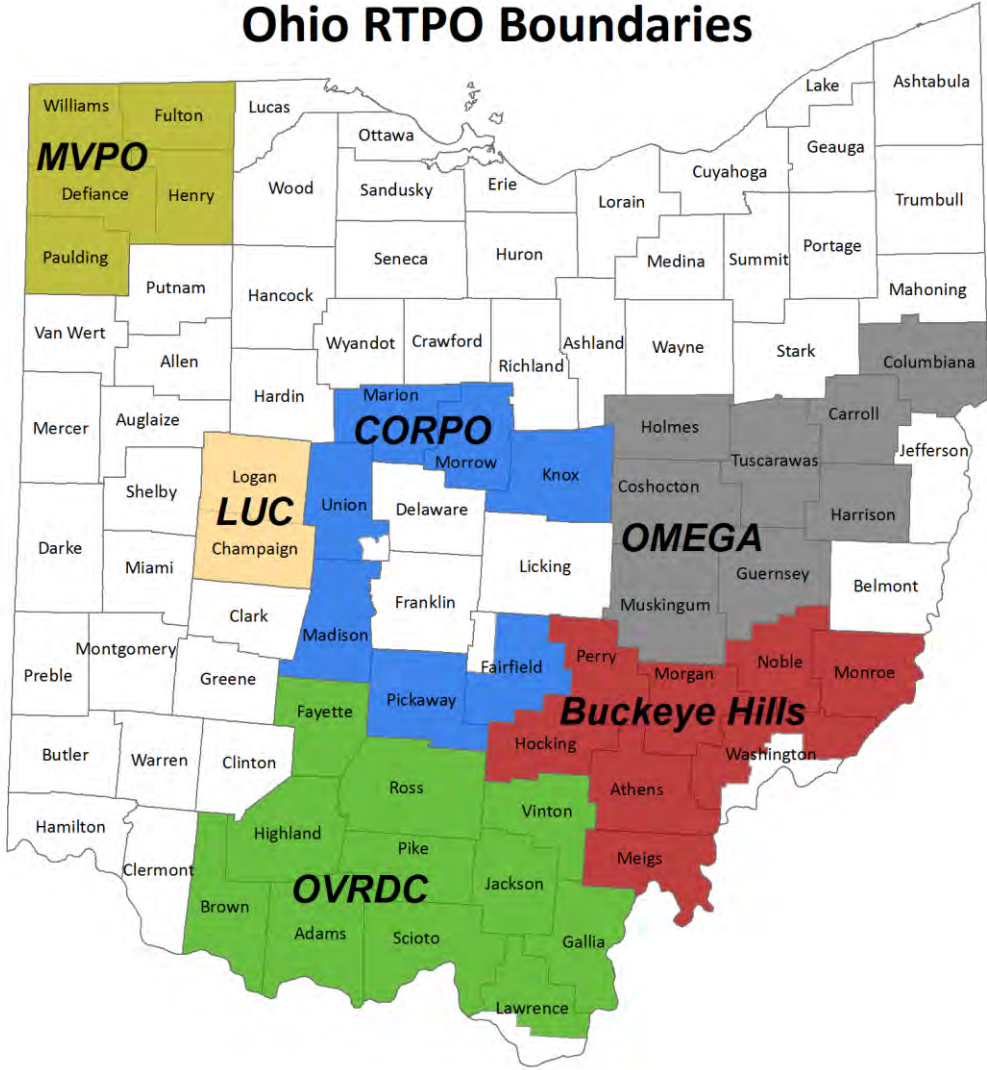 Ohio RTPO Boundaries
Ashtabula
Lake
Williams
Lucas
Fulton
Ottawa
Geauga
MVPO
Cuyahoga
Erie
Wood
Sandusky
Defiance
Henry
Lorain
Trumbull
Portage
Huron
Paulding
Seneca
Medina
Summit
Putnam
Mahoning
Hancock
Van Wert
Wyandot
Crawford
Ashland
Wayne
Stark
Allen
Richland
Columbiana
Hardin
Marion
Carroll
Auglaize
Mercer
CORPO
Holmes
Jefferson
Tuscarawas
Morrow
Logan
Knox
Shelby
Coshocton
Union
LUC
Delaware
Harrison
OMEGA
Darke
Champaign
Miami
Licking
Guernsey
Belmont
Franklin
Muskingum
Clark
Madison
Montgomery
Perry
Noble
Fairfield
Monroe
Preble
Greene
Morgan
Pickaway
Fayette
Buckeye Hills
Hocking
Washington
Butler
Warren
Clinton
Ross
Athens
Vinton
Hamilton
Highland
Pike
Meigs
Clermont
OVRDC
Jackson
Brown
Adams
Scioto
Gallia
Lawrence